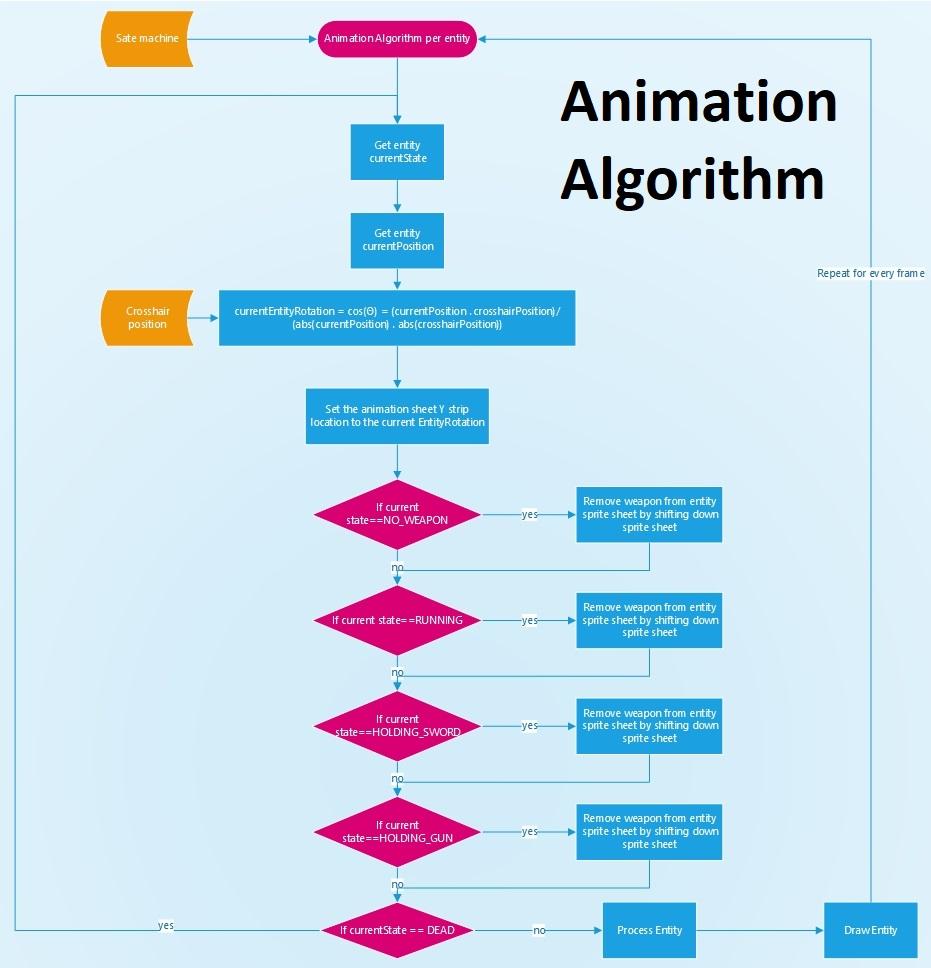 Sate machine
Animation Algorithm per entity
Animation
Algorithm
Get entity
currentState
Get entity
currentPosition
Repeat for every frame
Crosshair
position
currentEntityRotation = cos(Θ) = (currentPosition . crosshairPosition)/
(abs(currentPosition) . abs(crosshairPosition))
Set the animation sheet Y strip
location to the current EntityRotation
If current
state==NO_WEAPON
yes
Remove weapon from entity
sprite sheet by shifting down
sprite sheet
no
If current state==RUNNING
yes
Remove weapon from entity
sprite sheet by shifting down
sprite sheet
no
If current
state==HOLDING_SWORD
yes
Remove weapon from entity
sprite sheet by shifting down
sprite sheet
no
If current
state==HOLDING_GUN
yes
Remove weapon from entity
sprite sheet by shifting down
sprite sheet
no
yes
If currentState == DEAD
no
Process Entity
Draw Entity